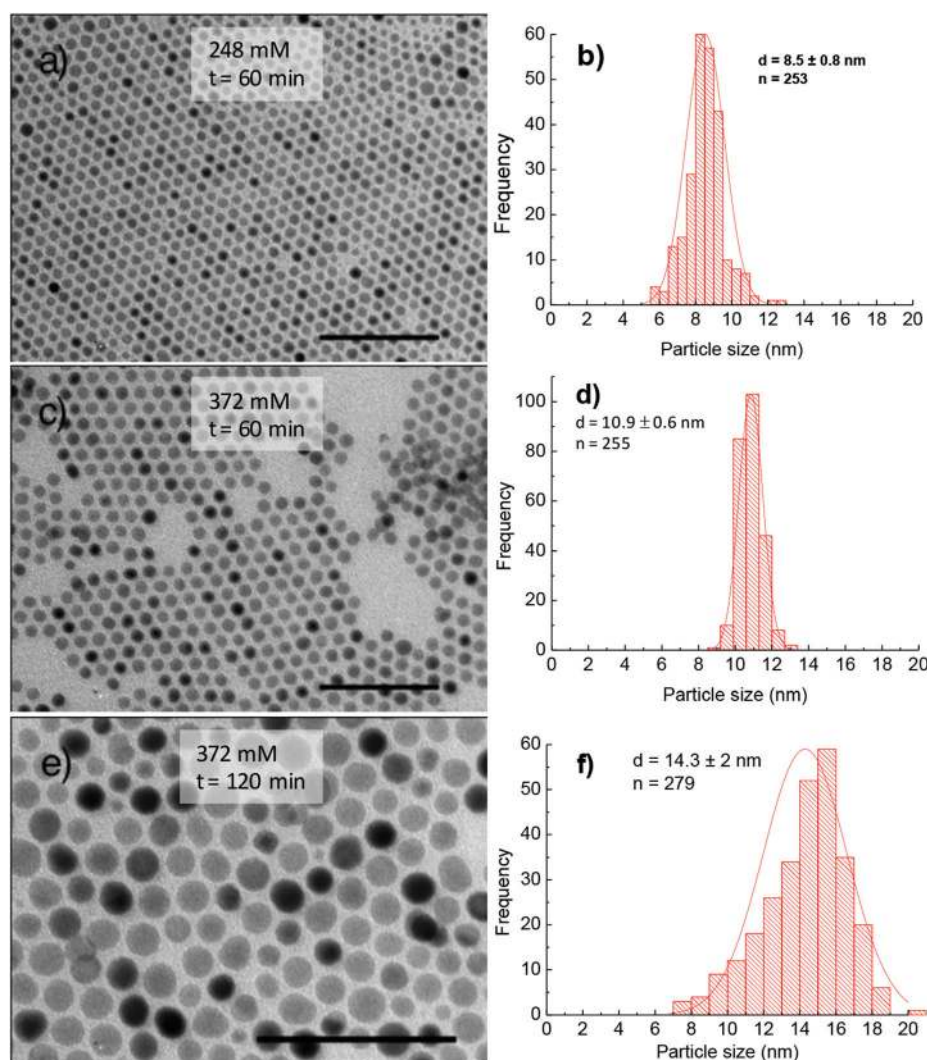 a)
248 mM
t = 60 min
b)
d = 8.5 ± 0.8 nm
n = 253
Frequency
60
50
40
30
20
10
0
0 2 4 6 8 10 12 14 16 18 20
Particle size (nm)
c)
372 mM
t = 60 min
d)
d = 10.9 ± 0.6 nm
n = 255
Frequency
100
80
60
40
20
0
0 2 4 6 8 10 12 14 16 18 20
Particle size (nm)
e)
372 mM
t = 120 min
f)
d = 14.3 ± 2 nm
n = 279
Frequency
60
50
40
30
20
10
0
0 2 4 6 8 10 12 14 16 18 20
Particle size (nm)